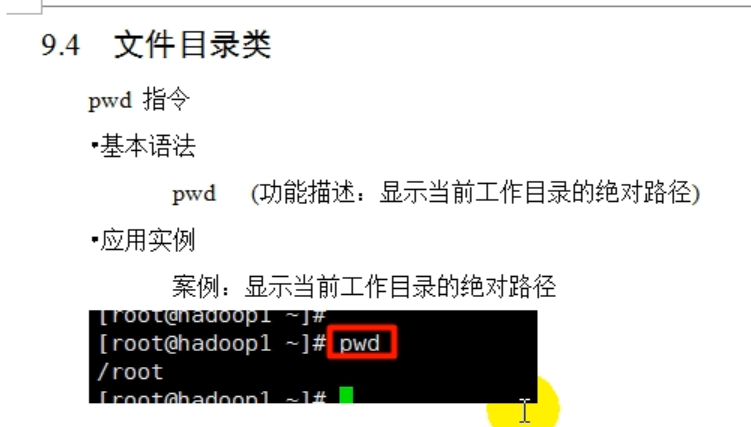 9.4 文件目录类
pwd 指令
•基本语法
pwd (功能描述：显示当前工作目录的绝对路径)
•应用实例
案例：显示当前工作目录的绝对路径
[root@hadoop1 ~]#
[root@hadoop1 ~]# pwd
/root
[root@hadoop1 ~]#